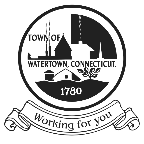 TOWN OF
WATERTOWN, CONNECTICUT.
1780
Working for you